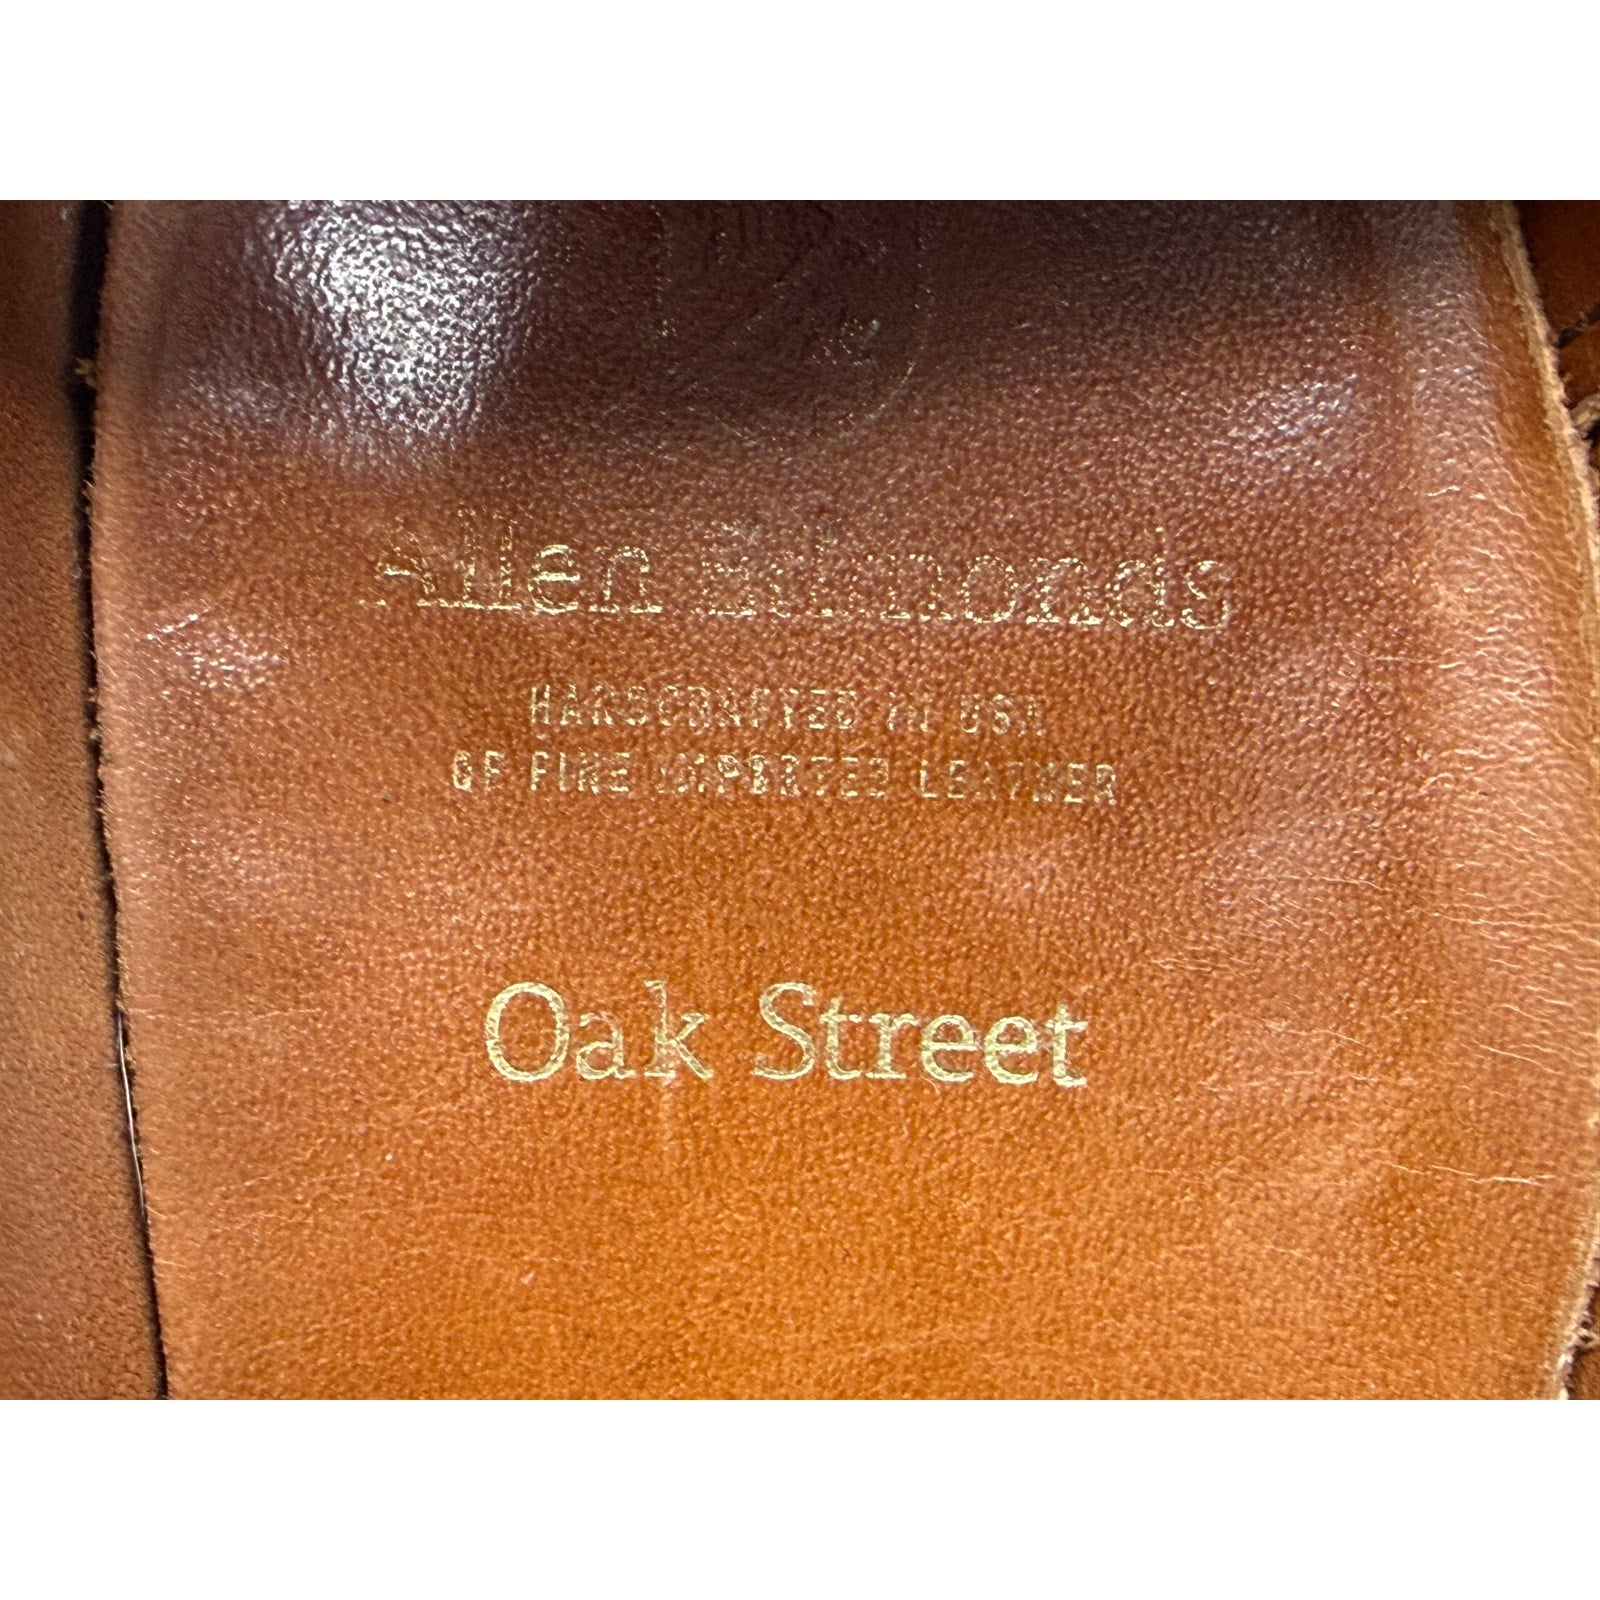 Allen Edmonds
HANDCRAFTED IN USA
OF FINE IMPORTED LEATHER
Oak Street